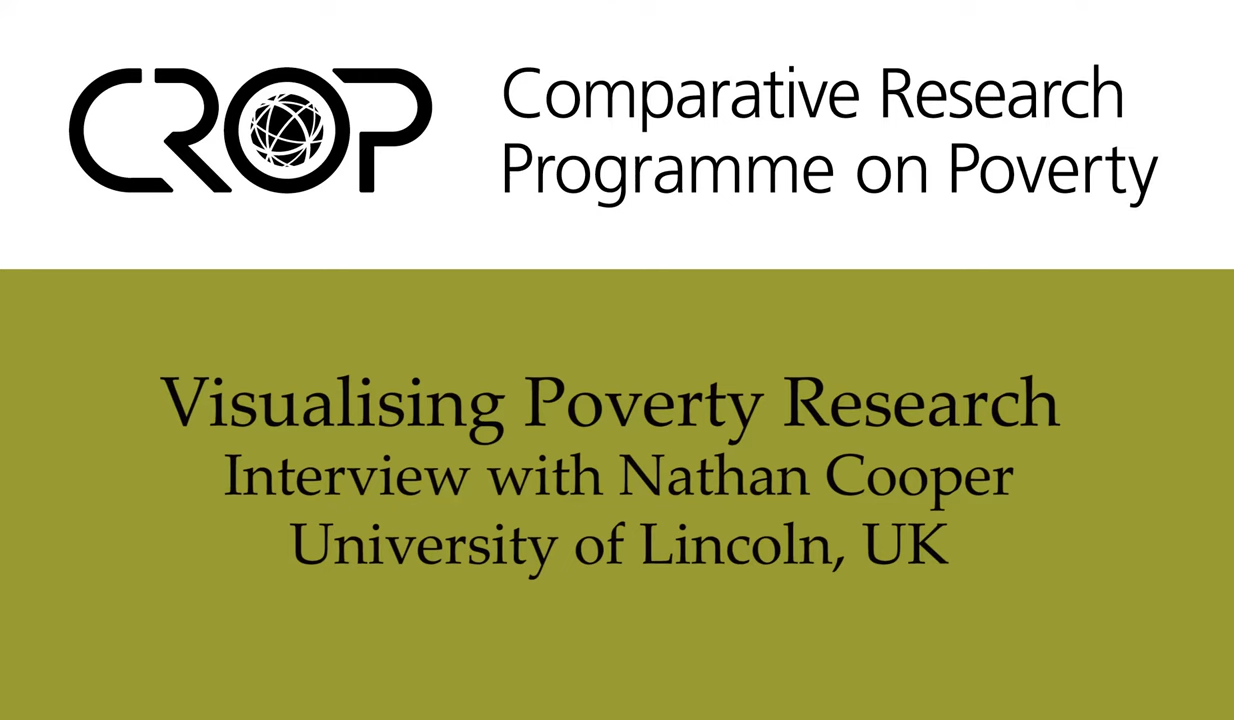 CROP
Comparative Research
Programme on Poverty
Visualising Poverty Research
Interview with Nathan Cooper
University of Lincoln, UK